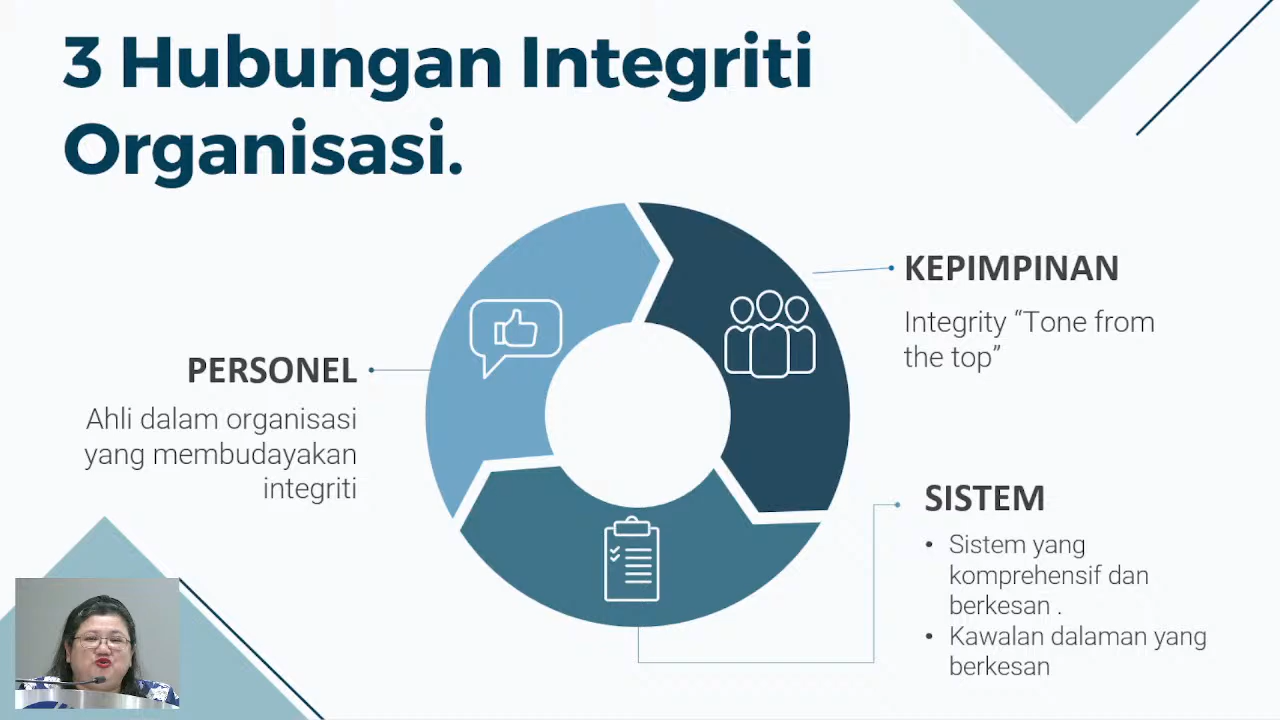 3 Hubungan Integriti
Organisasi.
KEPIMPINAN
Integrity “Tone from
the top”
PERSONEL
Ahli dalam organisasi
yang membudayakan
integriti
SISTEM
• Sistem yang
komprehensif dan
berkesan .
• Kawalan dalaman yang
berkesan